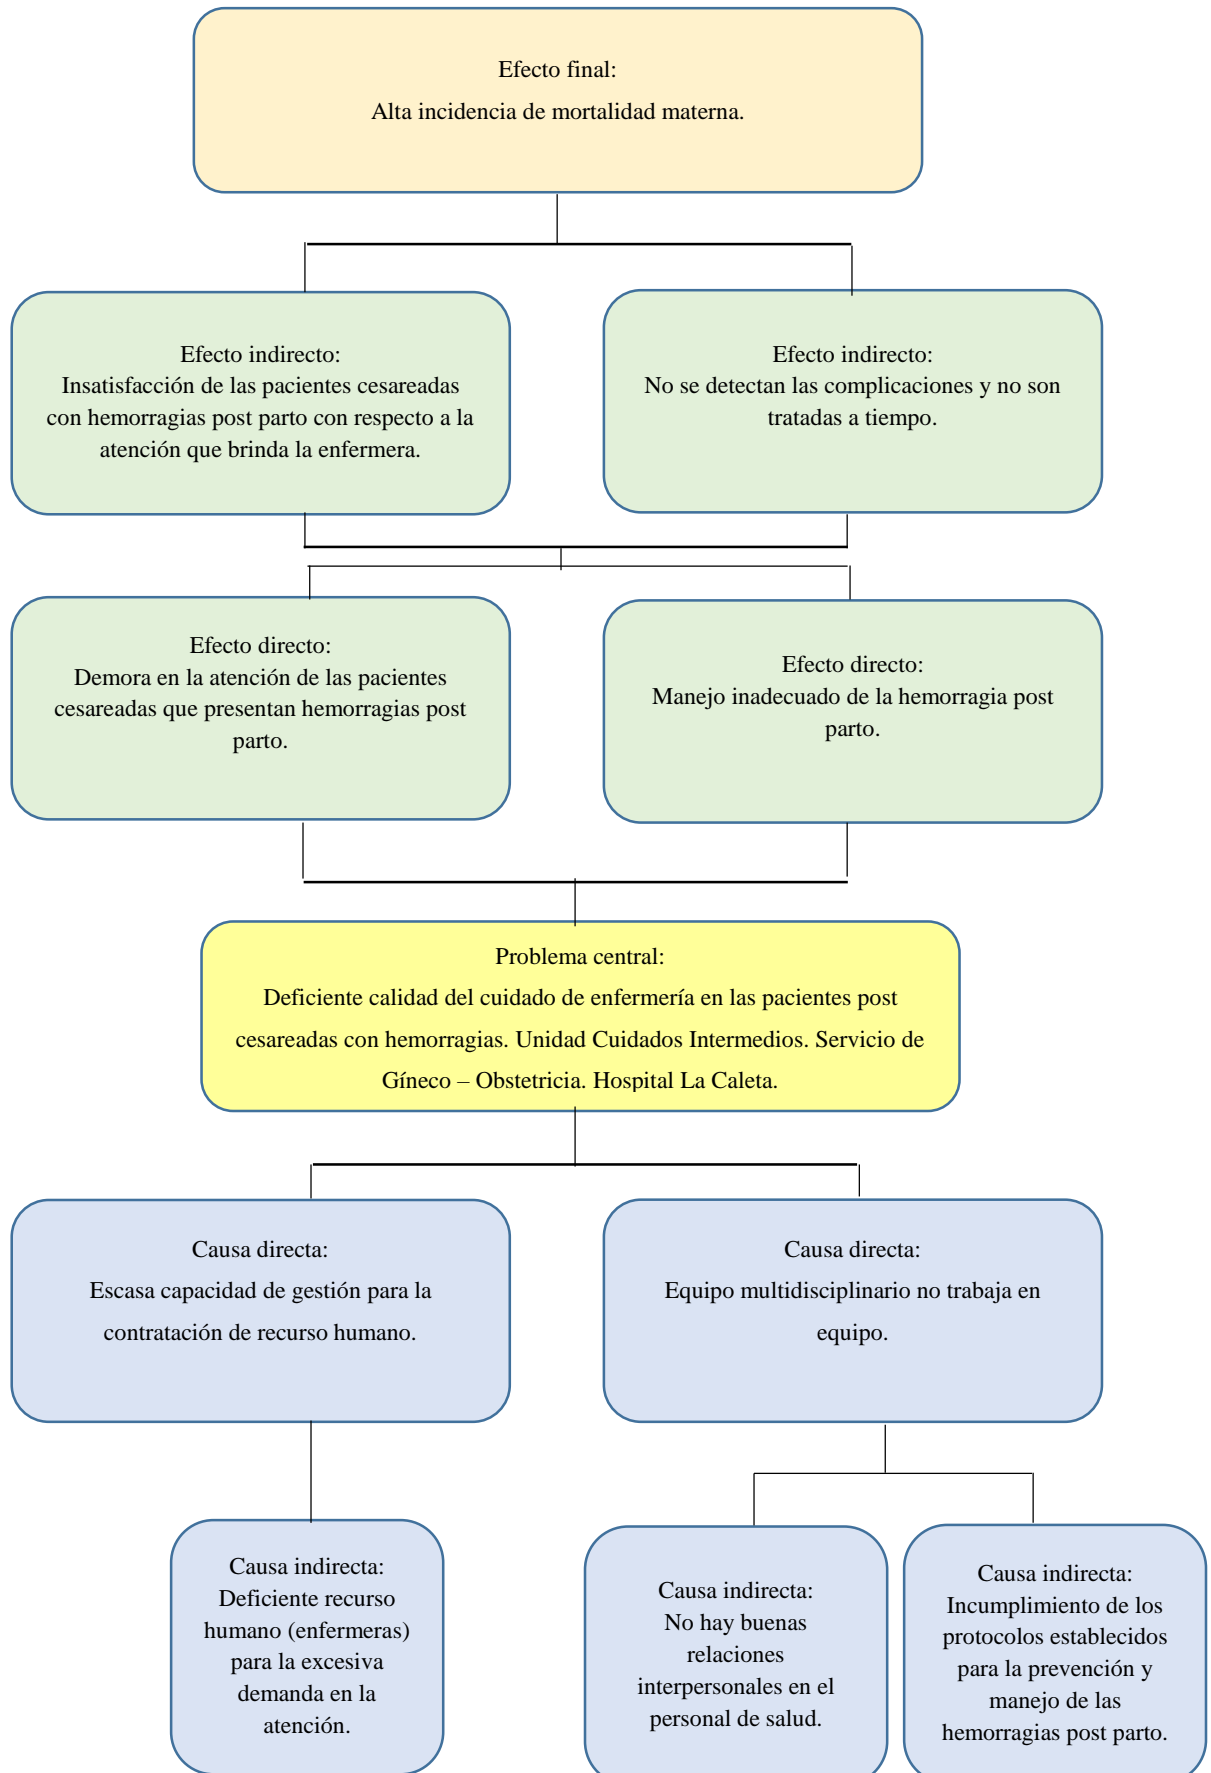 Efecto final:
Alta incidencia de mortalidad materna.
Efecto indirecto:
Insatisfacción de las pacientes cesareadas
con hemorragias post parto con respecto a la
atención que brinda la enfermera.
Efecto indirecto:
No se detectan las complicaciones y no son
tratadas a tiempo.
Efecto directo:
Demora en la atención de las pacientes
cesareadas que presentan hemorragias post
parto.
Efecto directo:
Manejo inadecuado de la hemorragia post
parto.
Problema central:
Deficiente calidad del cuidado de enfermería en las pacientes post
cesareadas con hemorragias. Unidad Cuidados Intermedios. Servicio de
Gíneco – Obstetricia. Hospital La Caleta.
Causa directa:
Escasa capacidad de gestión para la
contratación de recurso humano.
Causa directa:
Equipo multidisciplinario no trabaja en
equipo.
Causa indirecta:
Deficiente recurso
humano (enfermeras)
para la excesiva
demanda en la
atención.
Causa indirecta:
No hay buenas
relaciones
interpersonales en el
personal de salud.
Causa indirecta:
Incumplimiento de los
protocolos establecidos
para la prevención y
manejo de las
hemorragias post parto.